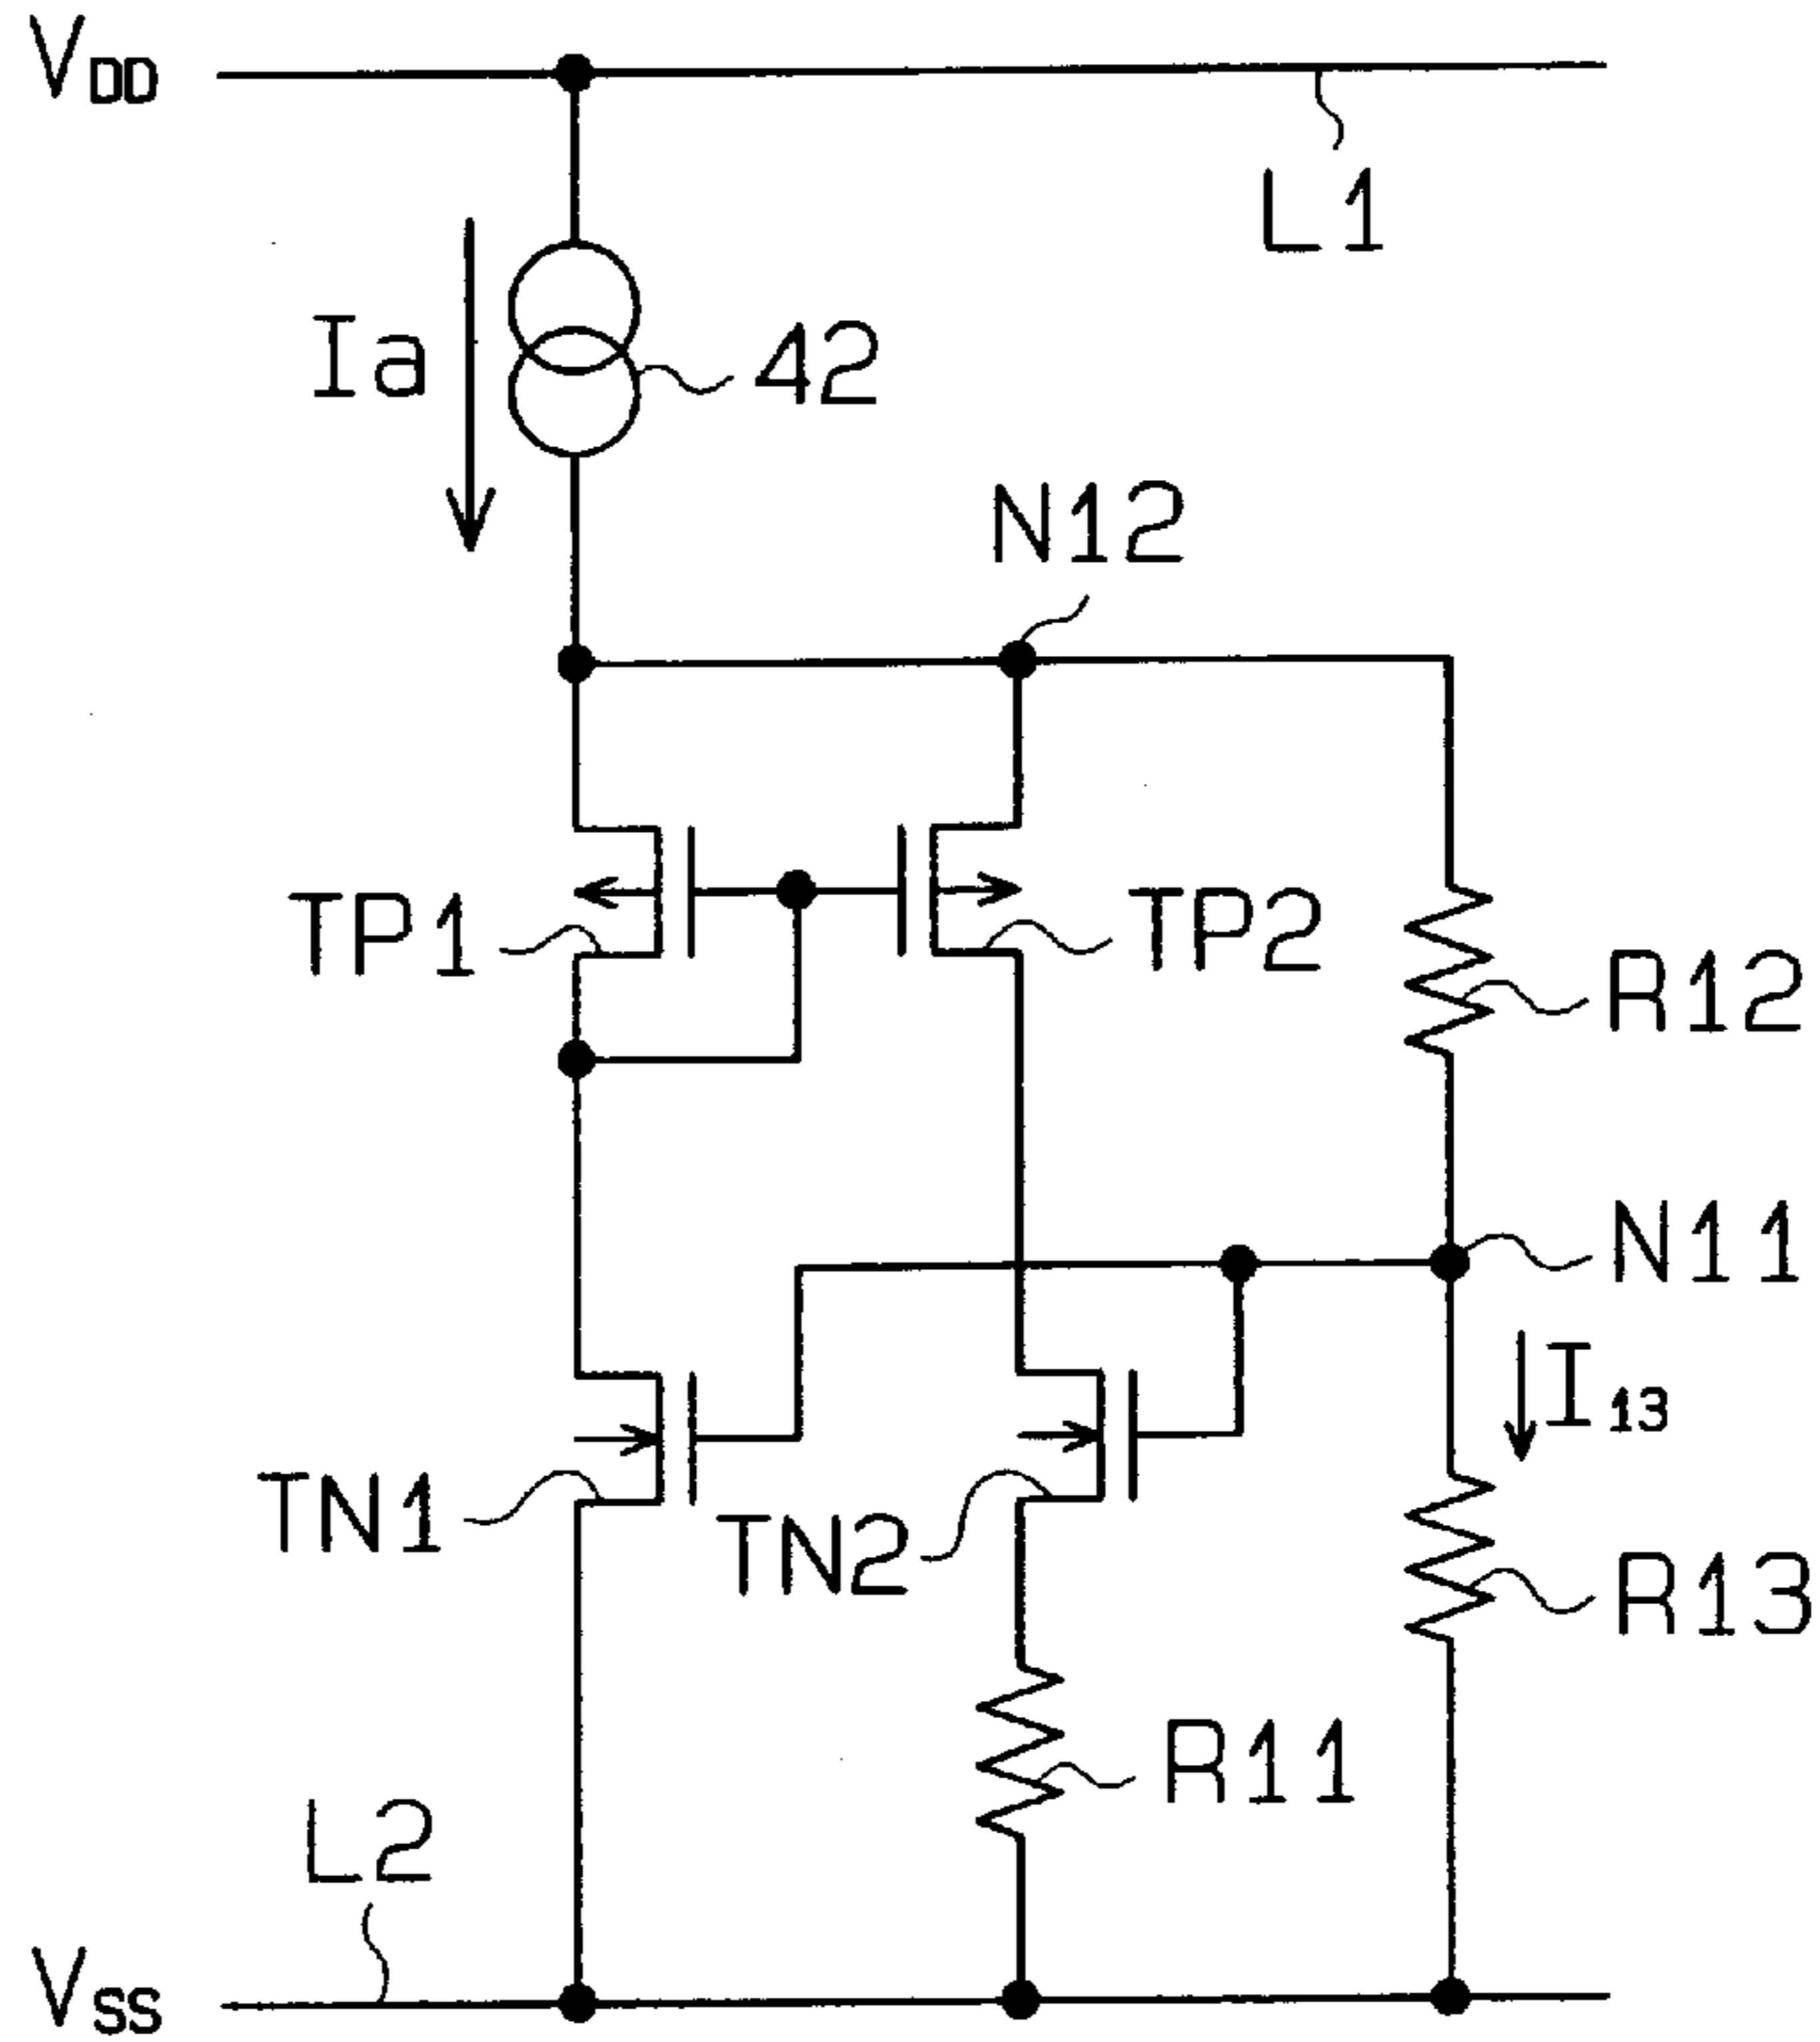 VDD
L1
Ia
42
N12
TP1
TP2
R12
N11
I13
TN1
TN2
R13
R11
L2
VSS